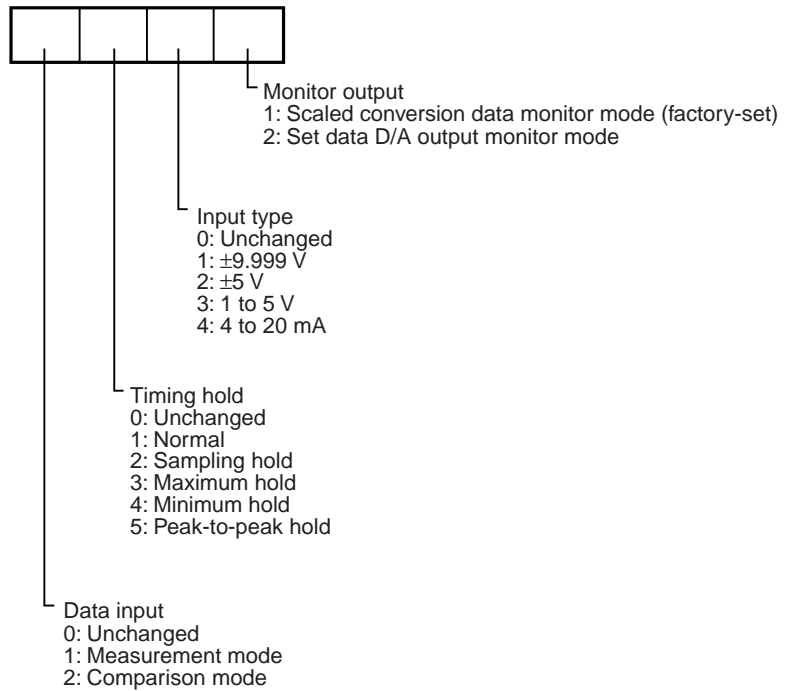 Monitor output
1: Scaled conversion data monitor mode (factory-set)
2: Set data D/A output monitor mode
Input type
0: Unchanged
1: ±9.999 V
2: ±5 V
3: 1 to 5 V
4: 4 to 20 mA
Timing hold
0: Unchanged
1: Normal
2: Sampling hold
3: Maximum hold
4: Minimum hold
5: Peak-to-peak hold
Data input
0: Unchanged
1: Measurement mode
2: Comparison mode